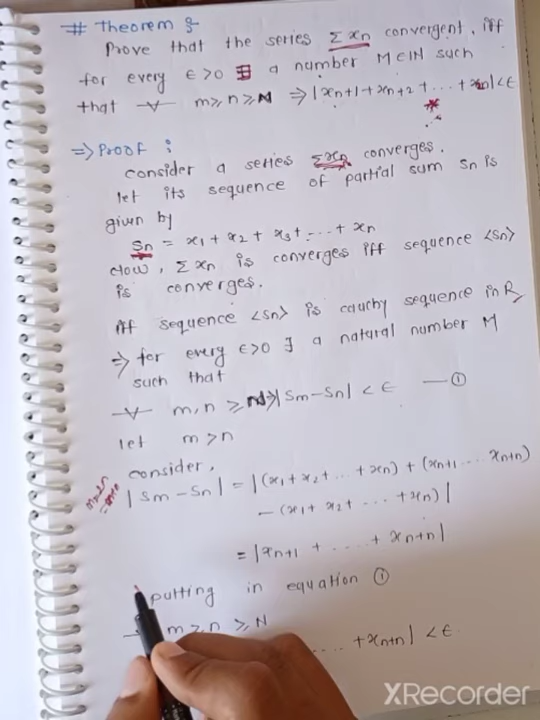 # Theorem :
Prove that the series Σxn convergent, iff
for every ϵ>0 ∃ a number M∈IN such
that ∀ m≥n≥N ⇒|xn+1+xn+2+...+xn|<ϵ
⇒ Proof :
Consider a series Σxn converges.
let its sequence of partial sum Sn is
given by
Sn = x1+x2+x3+...+xn
Now, Σxn is converges iff sequence <Sn>
is converges.
iff sequence <Sn> is cauchy sequence in R
⇒ for every ϵ>0 ∃ a natural number M
such that
∀ m,n ≥N⇒|Sm-Sn|<ϵ —①
let m>n
consider,
|Sm-Sn| = |(x1+x2+...+xn)+(xn+1...xn+n)
-(x1+x2+...+xn)|
= |xn+1+.....+xn+n|
putting in equation ①
m≥n≥N
....+xn+n|<ϵ
XRecorder